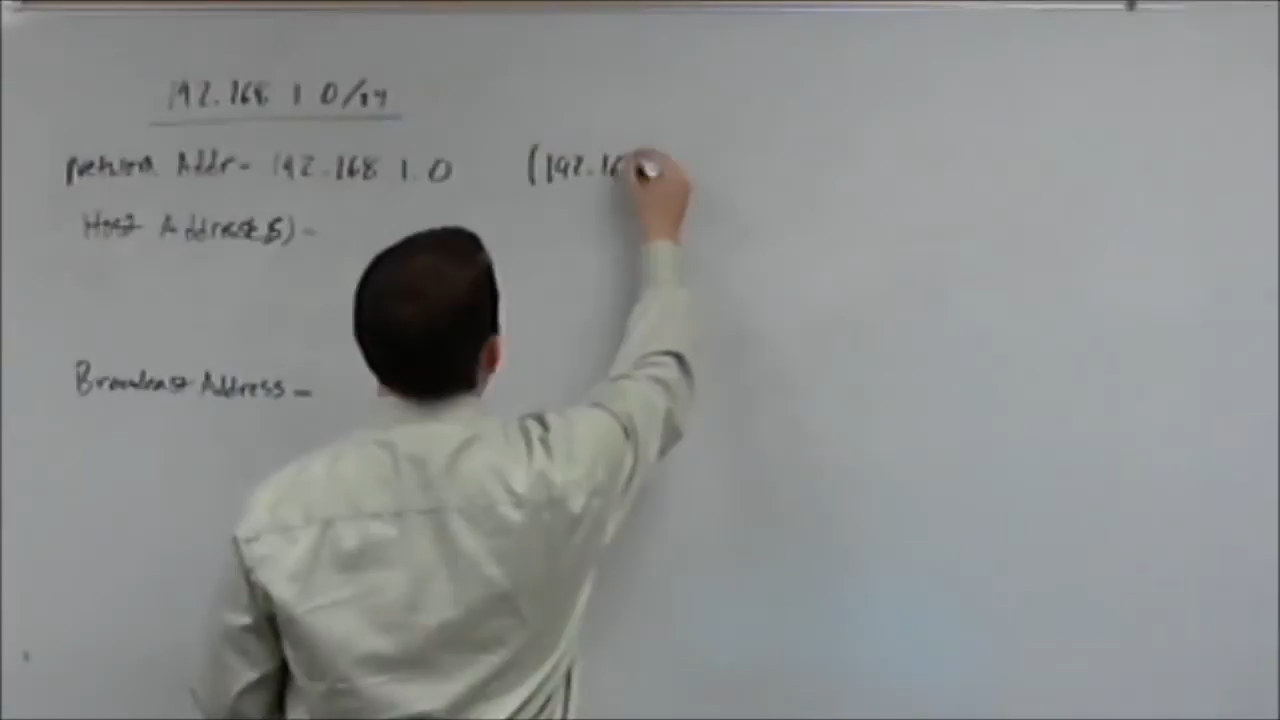 192.168 1 0/24
Network Addr- 192.168 1.0 (192.16
Host Address(s) -
Broadcast Address -